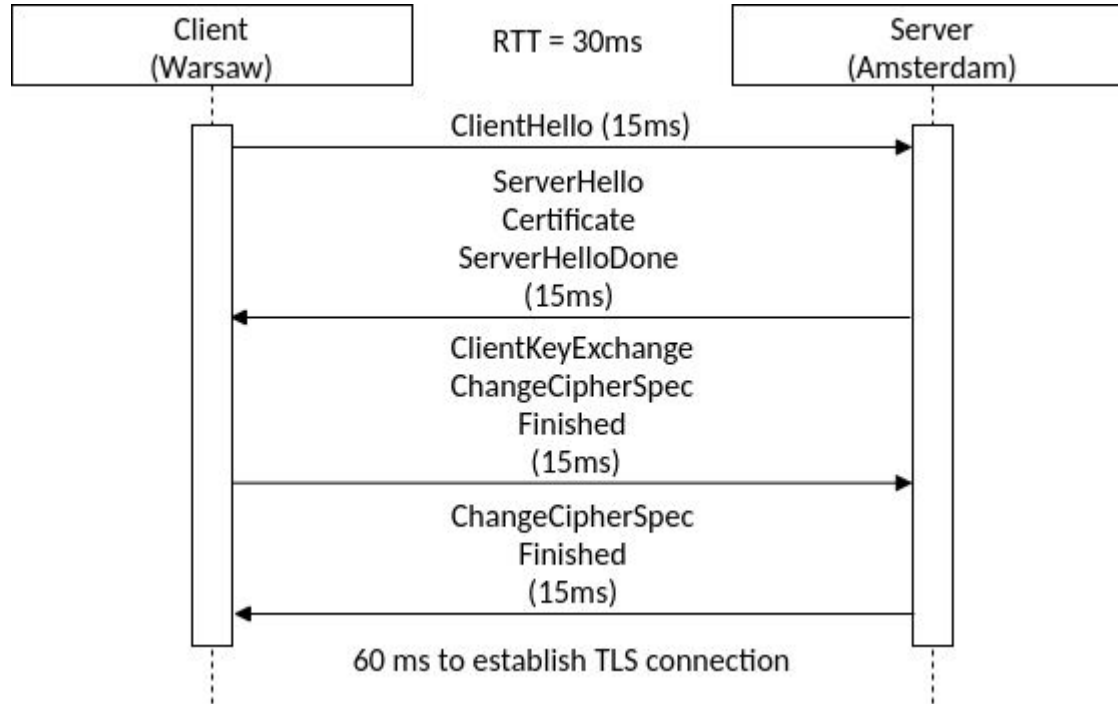 Client
(Warsaw)
RTT = 30ms
Server
(Amsterdam)
ClientHello (15ms)
ServerHello
Certificate
ServerHelloDone
(15ms)
ClientKeyExchange
ChangeCipherSpec
Finished
(15ms)
ChangeCipherSpec
Finished
(15ms)
60 ms to establish TLS connection